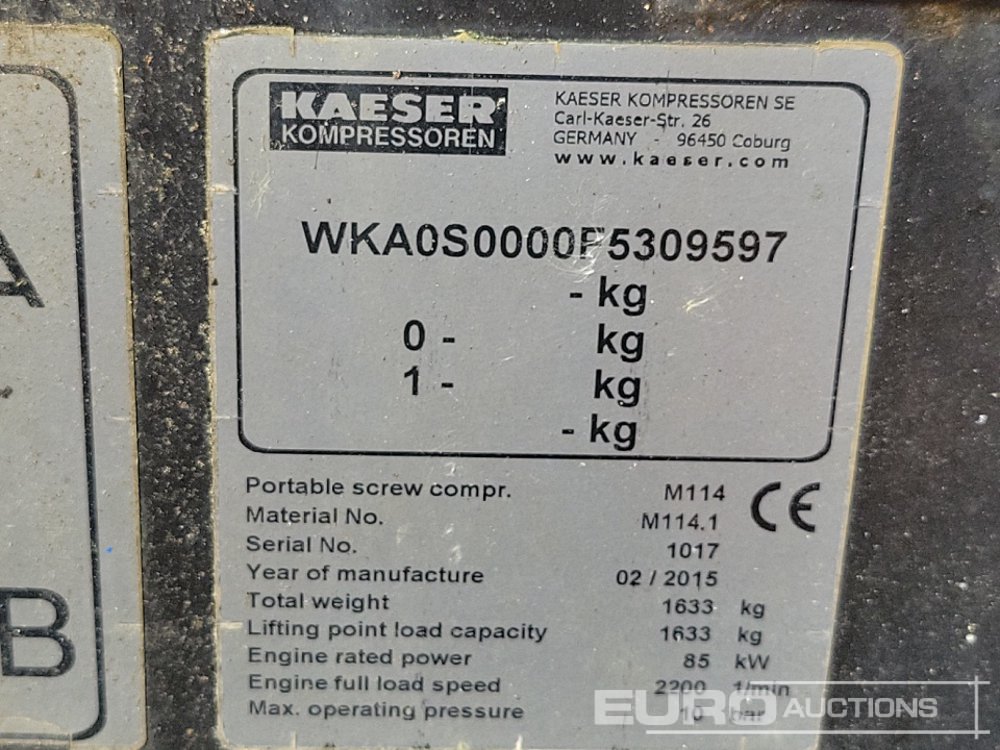 KAESER
KOMPRESSOREN
KAESER KOMPRESSOREN SE
Carl-Kaeser-Str. 26
GERMANY - 96450 Coburg
www.kaeser.com
WKA0S0000F5309597
- kg
0 - kg
1 - kg
- kg
Portable screw compr. M114
CE
Material No. M114.1
Serial No. 1017
Year of manufacture 02 / 2015
Total weight 1633 kg
Lifting point load capacity 1633 kg
Engine rated power 85 kW
Engine full load speed 2200 1/min
Max. operating pressure 10 bar
EURO AUCTIONS
A
B